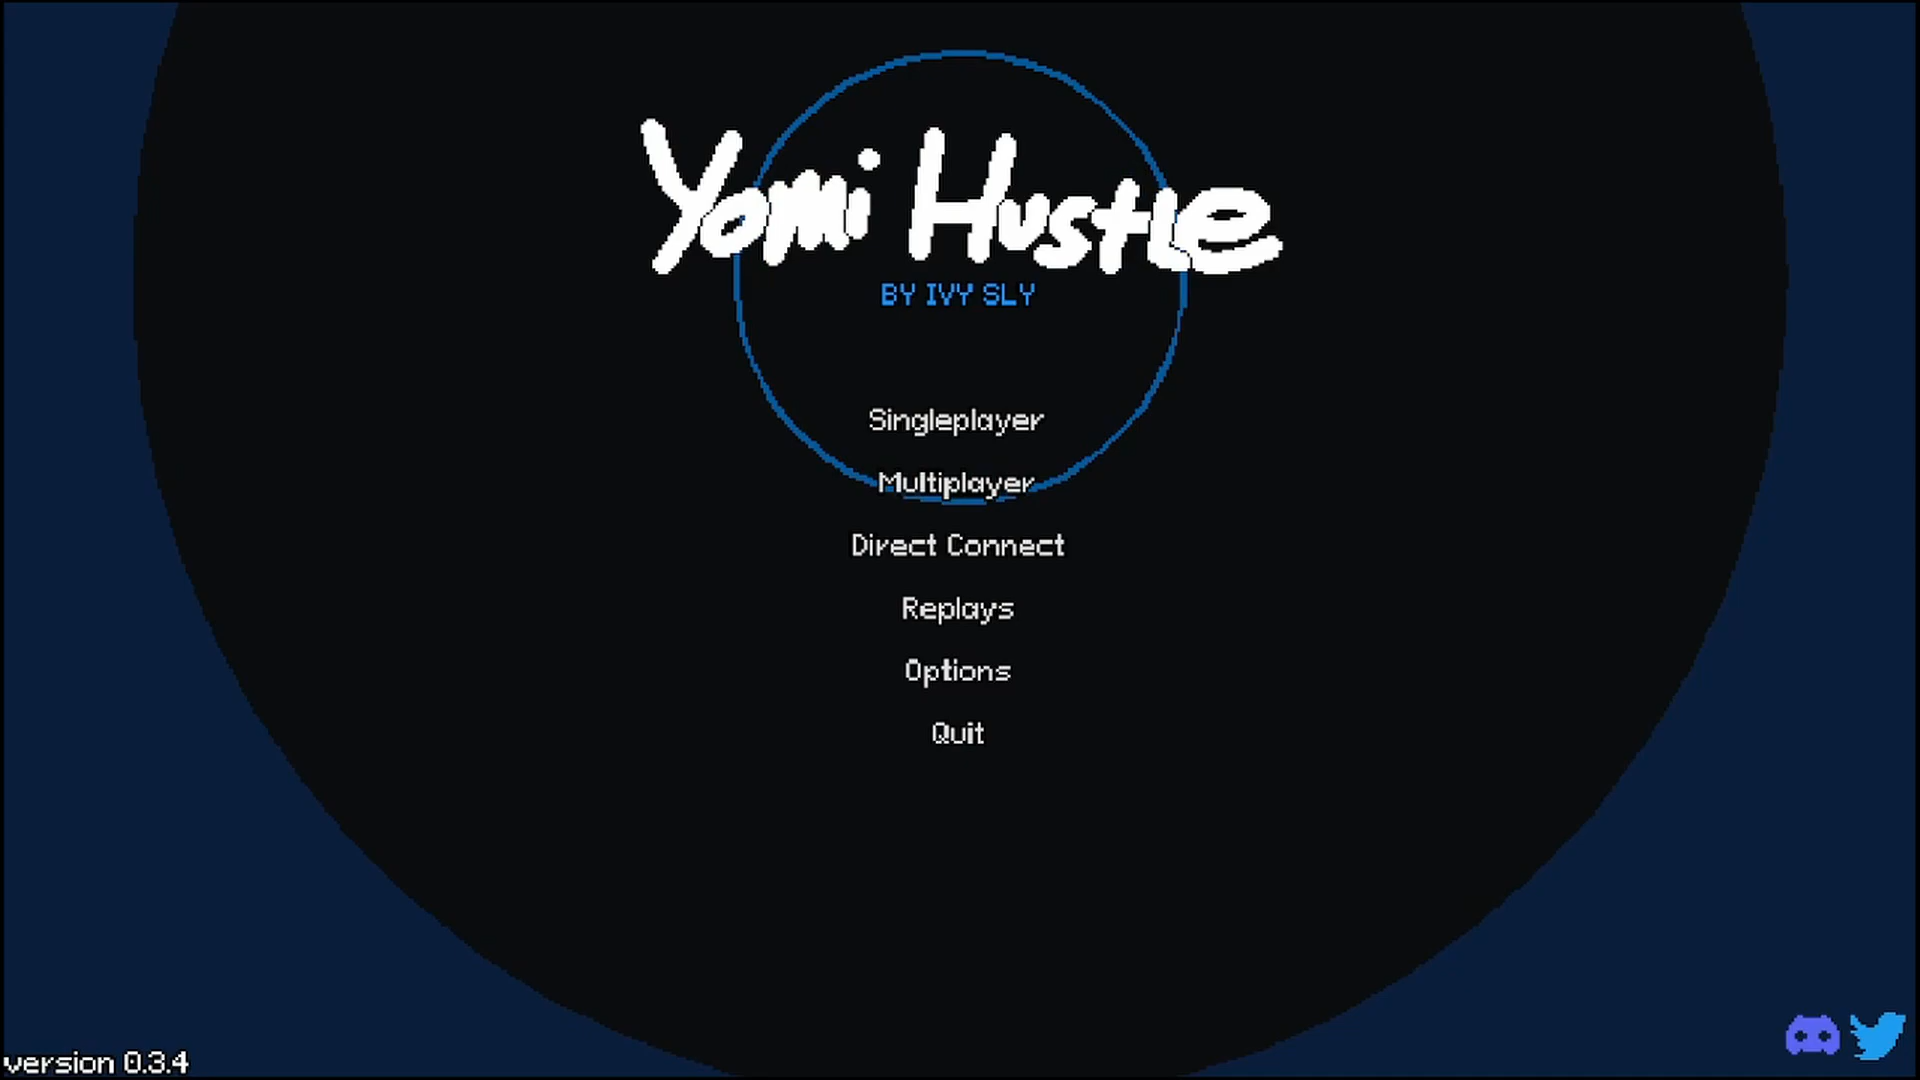 Yomi Hustle
BY IVY SLY
Singleplayer
Multiplayer
Direct Connect
Replays
Options
Quit
version 0.3.4